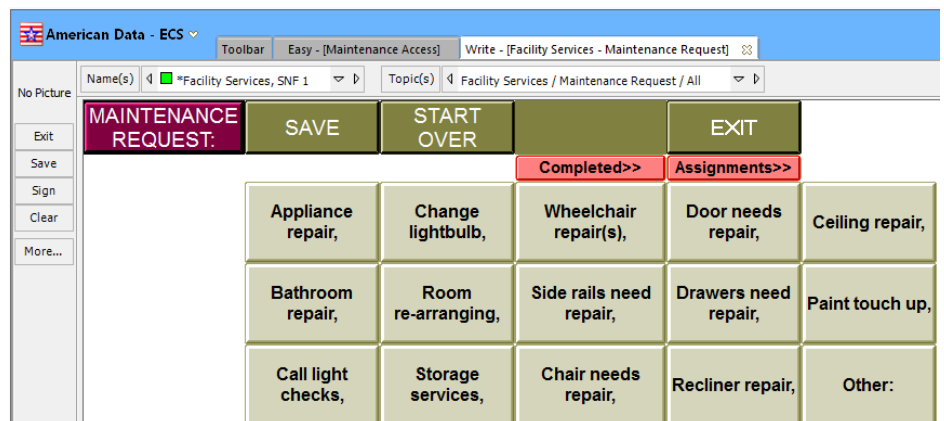 American Data - ECS
Toolbar
Easy - [Maintenance Access]
Write - [Facility Services - Maintenance Request]
No Picture
Name(s)
*Facility Services, SNF 1
Topic(s)
Facility Services / Maintenance Request / All
Exit
Save
Sign
Clear
More...
MAINTENANCE
REQUEST:
SAVE
START
OVER
EXIT
Completed>>
Assignments>>
Appliance
repair,
Change
lightbulb,
Wheelchair
repair(s),
Door needs
repair,
Ceiling repair,
Bathroom
repair,
Room
re-arranging,
Side rails need
repair,
Drawers need
repair,
Paint touch up,
Call light
checks,
Storage
services,
Chair needs
repair,
Recliner repair,
Other: